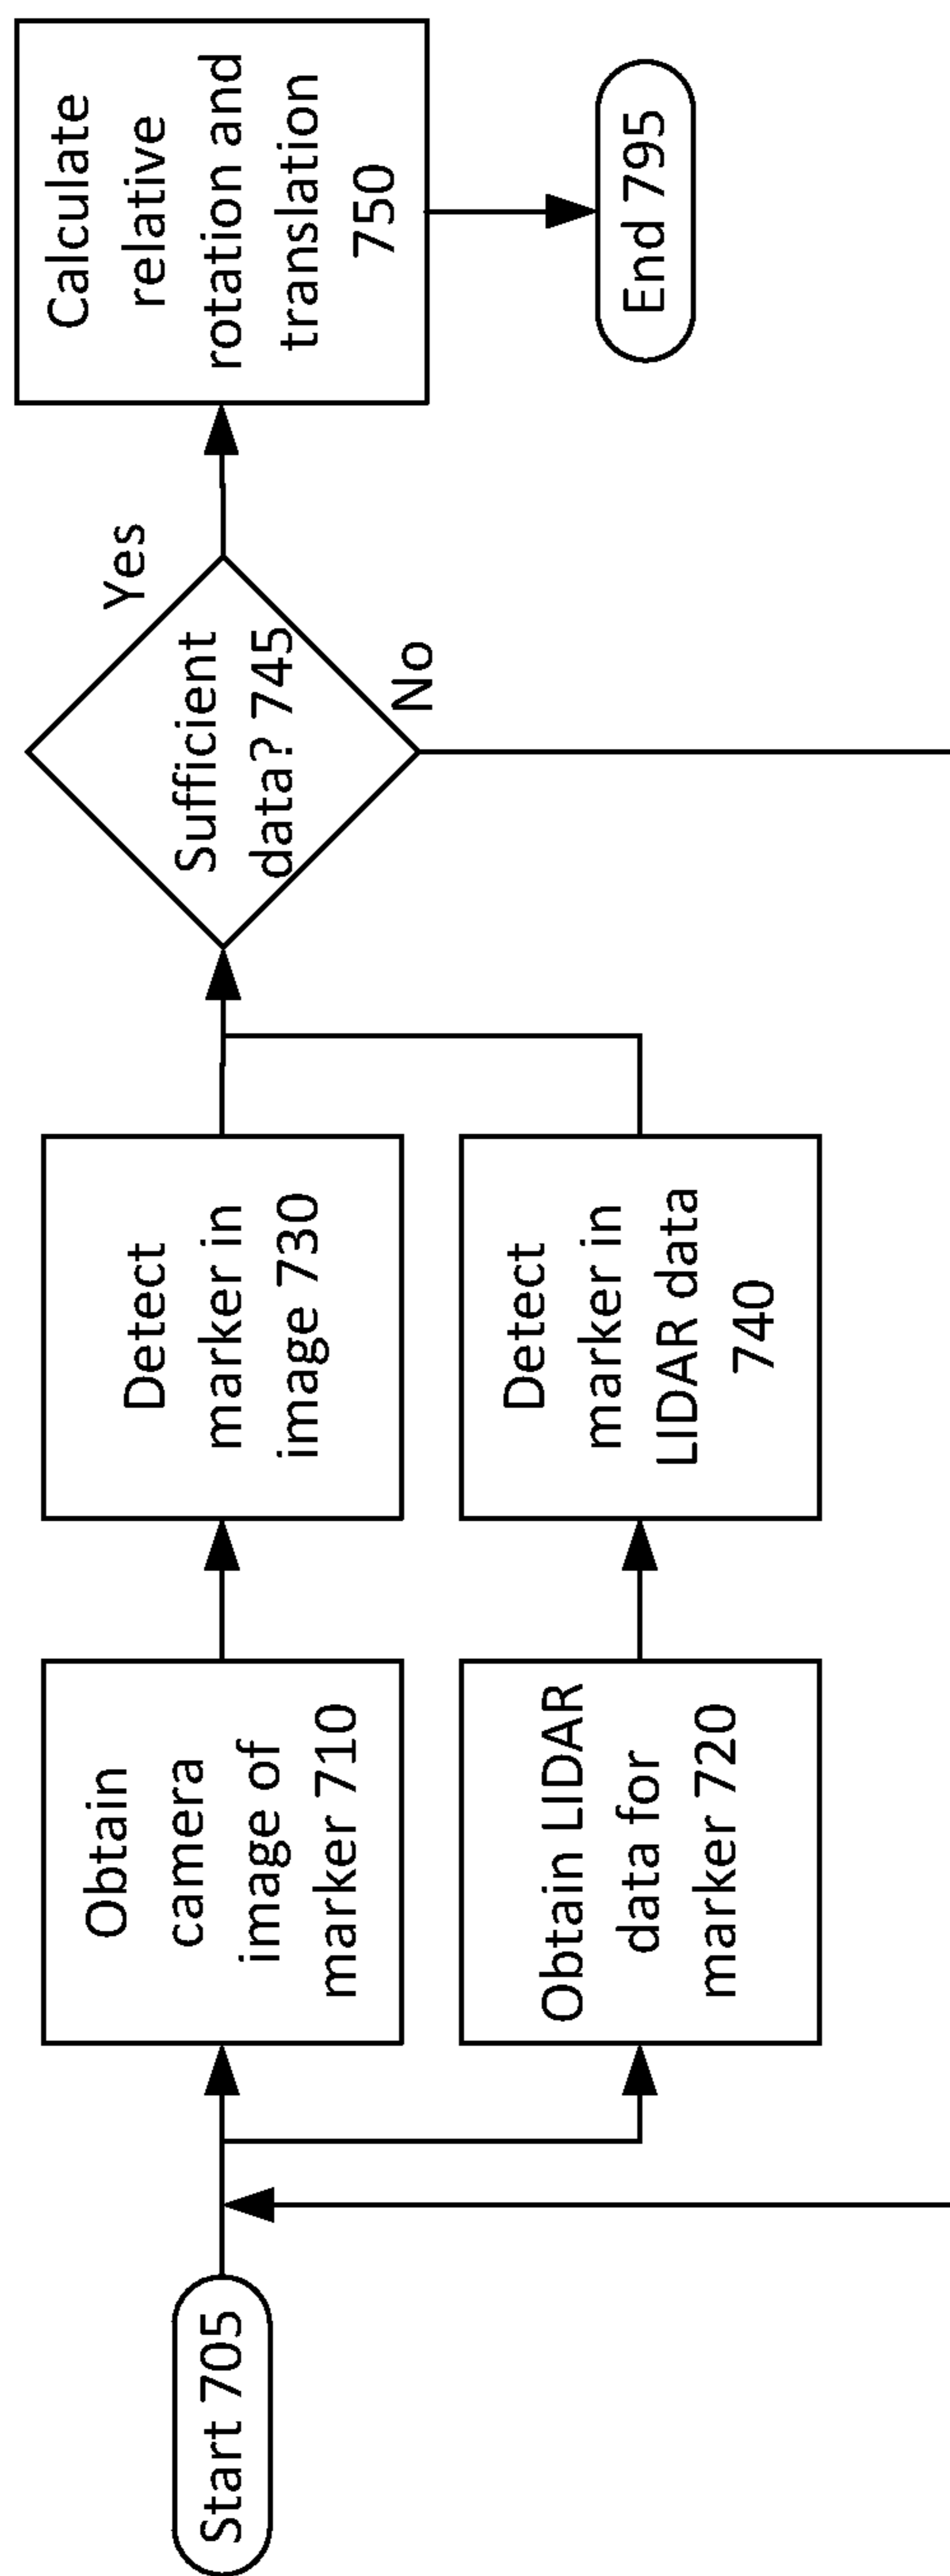 Start 705
Obtain
camera
image of
marker 710
Obtain LIDAR
data for
marker 720
Detect
marker in
image 730
Detect
marker in
LIDAR data
740
Sufficient
data? 745
Yes
No
Calculate
relative
rotation and
translation
750
End 795